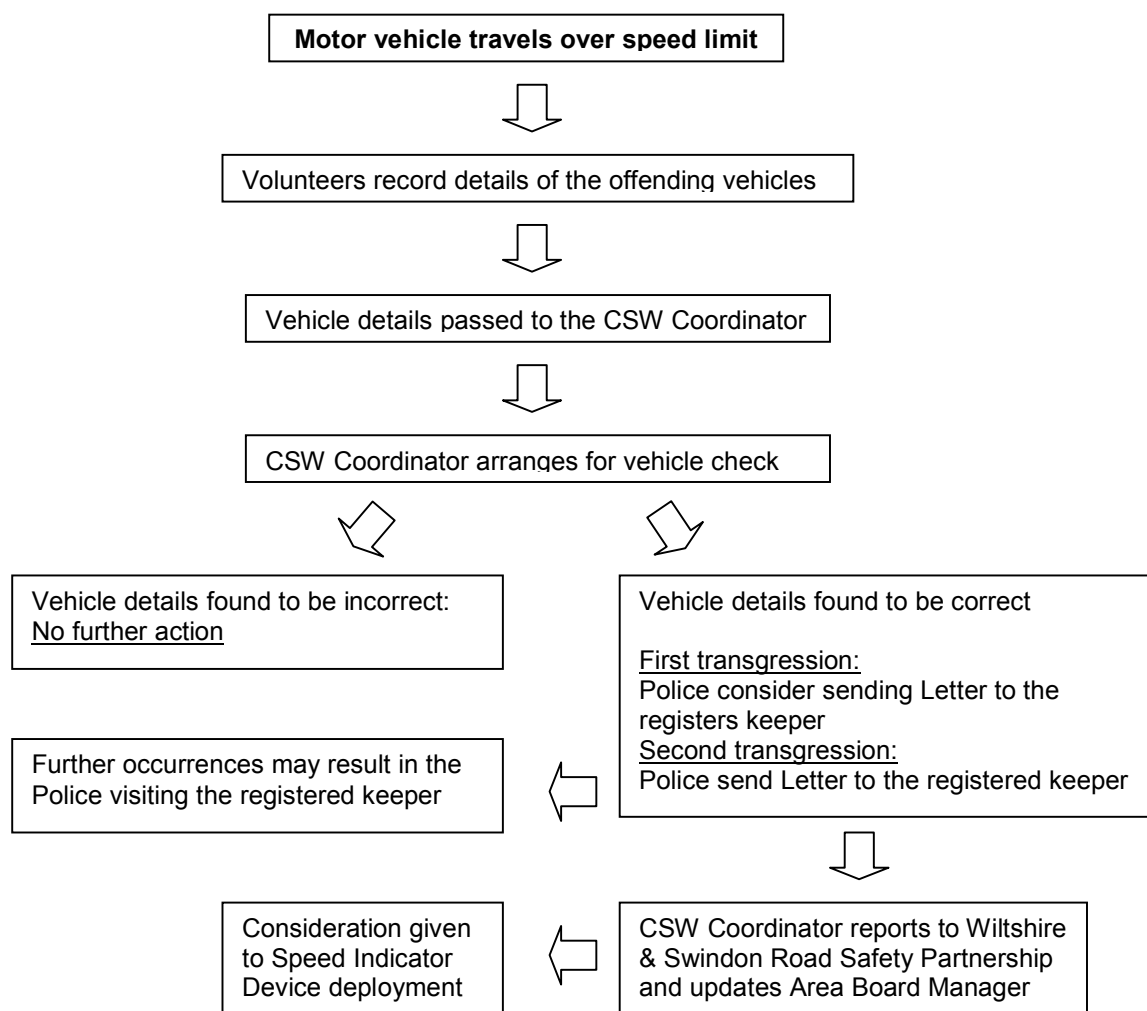 Motor vehicle travels over speed limit
Volunteers record details of the offending vehicles
Vehicle details passed to the CSW Coordinator
CSW Coordinator arranges for vehicle check
Vehicle details found to be incorrect:
No further action
Vehicle details found to be correct
First transgression:
Police consider sending Letter to the
registers keeper
Second transgression:
Police send Letter to the registered keeper
Further occurrences may result in the
Police visiting the registered keeper
CSW Coordinator reports to Wiltshire
& Swindon Road Safety Partnership
and updates Area Board Manager
Consideration given
to Speed Indicator
Device deployment